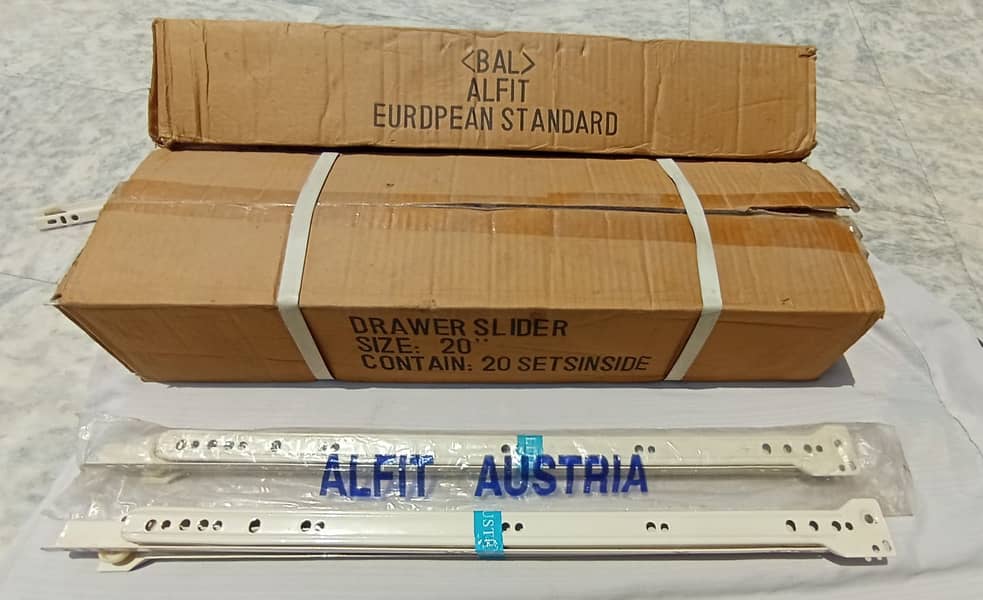 <BAL>
ALFIT
EURDPEAN STANDARD
DRAWER SLIDER
SIZE: 20"
CONTAIN: 20 SETSINSIDE
ALFIT AUSTRIA